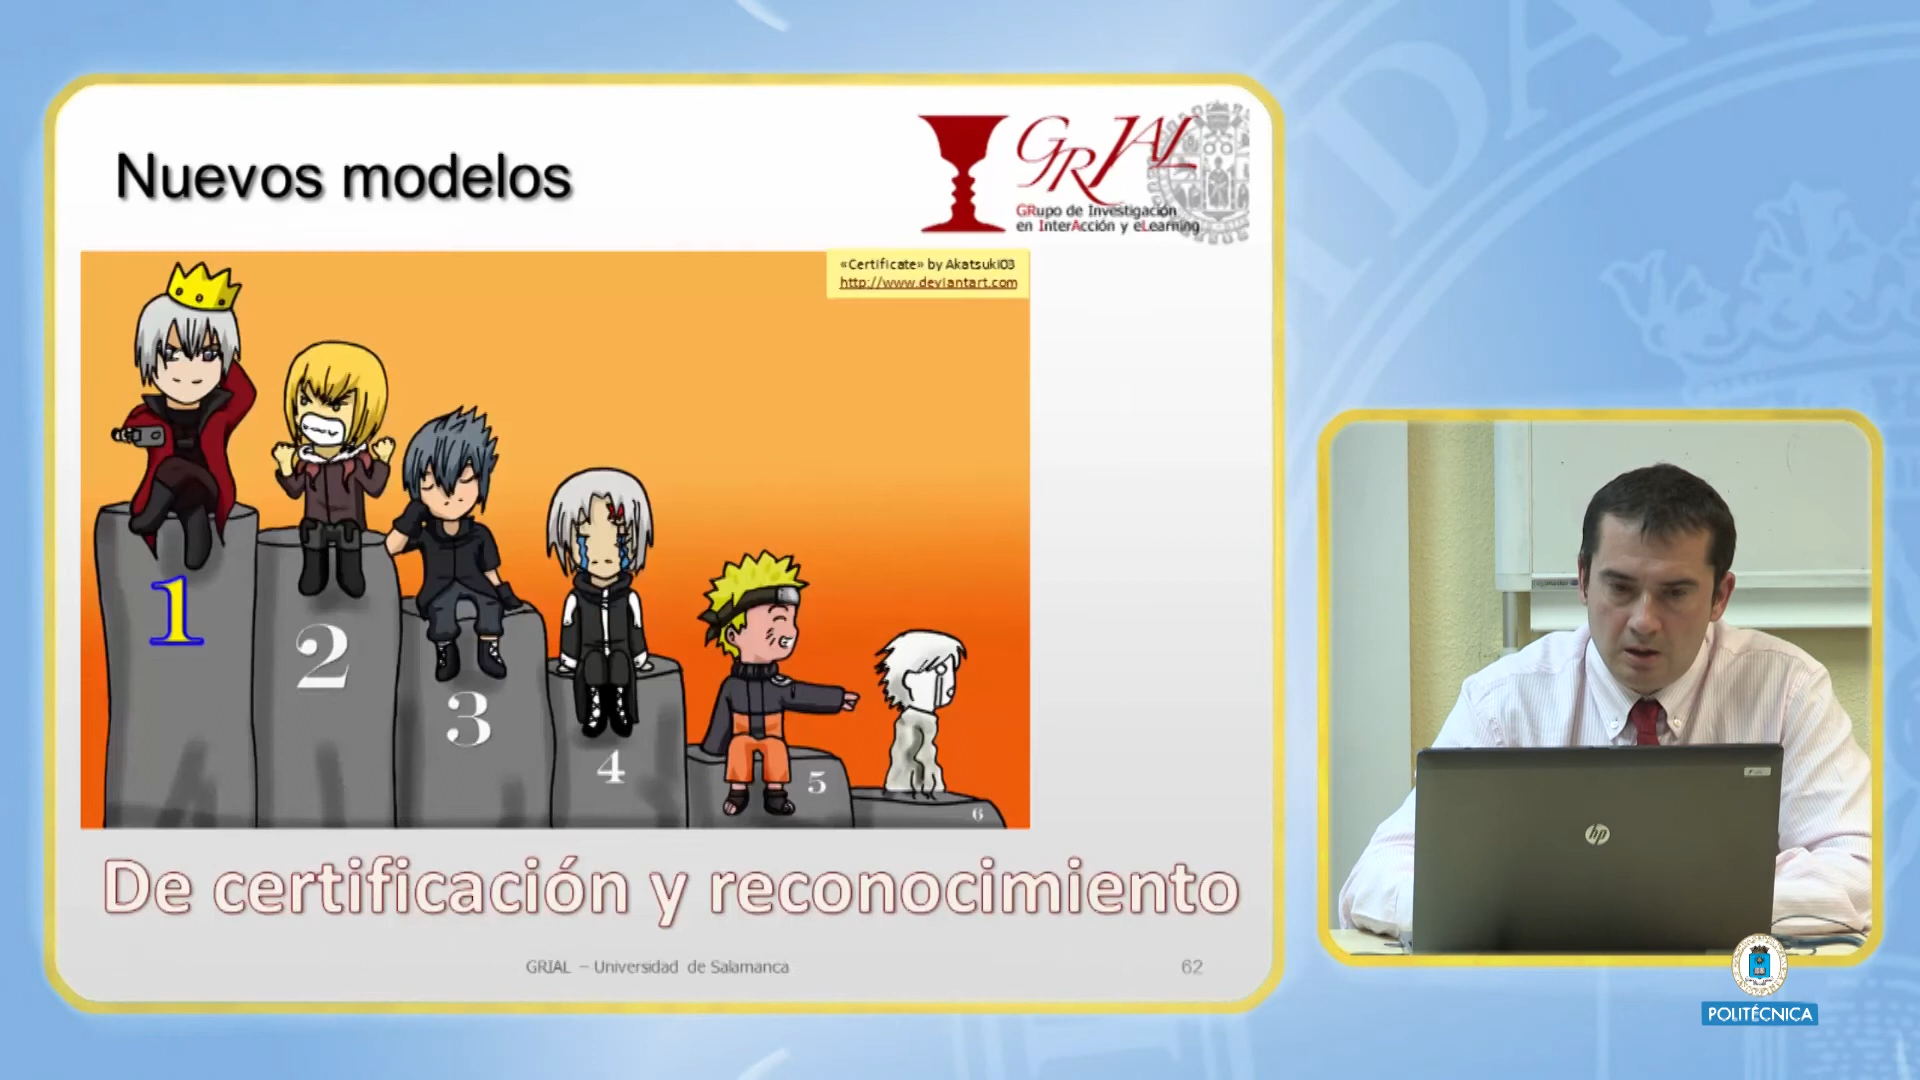 Nuevos modelos
GRIAL
GRupo de Investigación
en InterAcción y eLearning
«Certificate» by Akatsuki03
http://www.deviantart.com
1
2
3
4
5
6
De certificación y reconocimiento
GRIAL – Universidad de Salamanca
62
hp
POLITÉCNICA